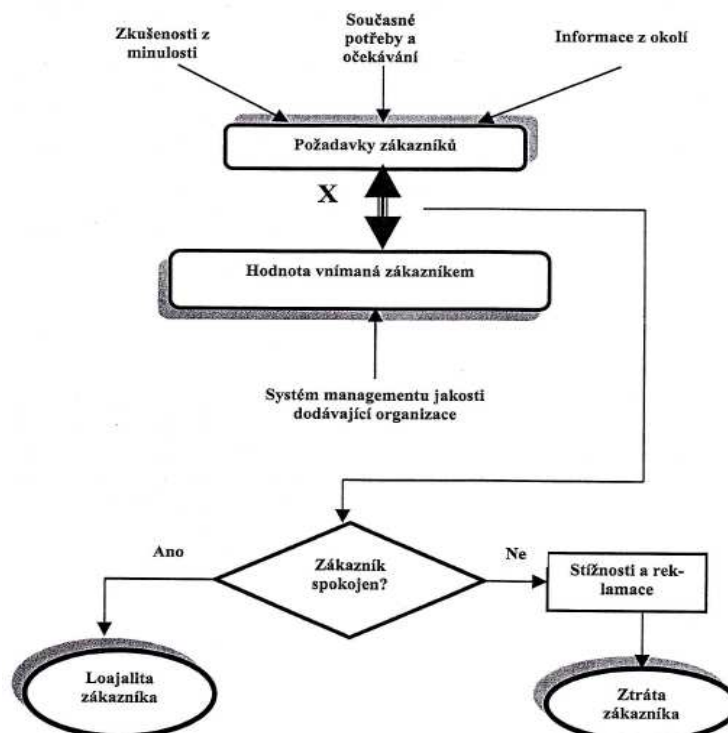 Zkušenosti z
minulosti
Současné
potřeby a
očekávání
Informace z okolí
Požadavky zákazníků
X
Hodnota vnímaná zákazníkem
Systém managementu jakosti
dodávající organizace
Ano
Zákazník
spokojen?
Ne
Stížnosti a rek-
lamace
Loajalita
zákazníka
Ztráta
zákazníka